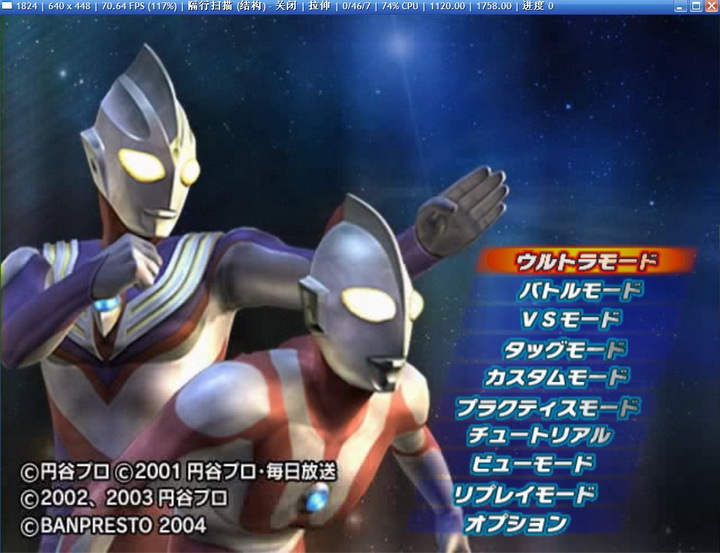 1824 | 640 x 448 | 70.64 FPS (117%) | 隔行扫描 (结构) - 关闭 | 拉伸 | 0/46/7 | 74% CPU | 1120.00 | 1758.00 | 进度 0
ウルトラモード
バトルモード
VSモード
タッグモード
カスタムモード
プラクティスモード
チュートリアル
ビューモード
リプレイモード
オプション
©円谷プロ ©2001 円谷プロ・毎日放送
©2002、2003 円谷プロ
©BANPRESTO 2004